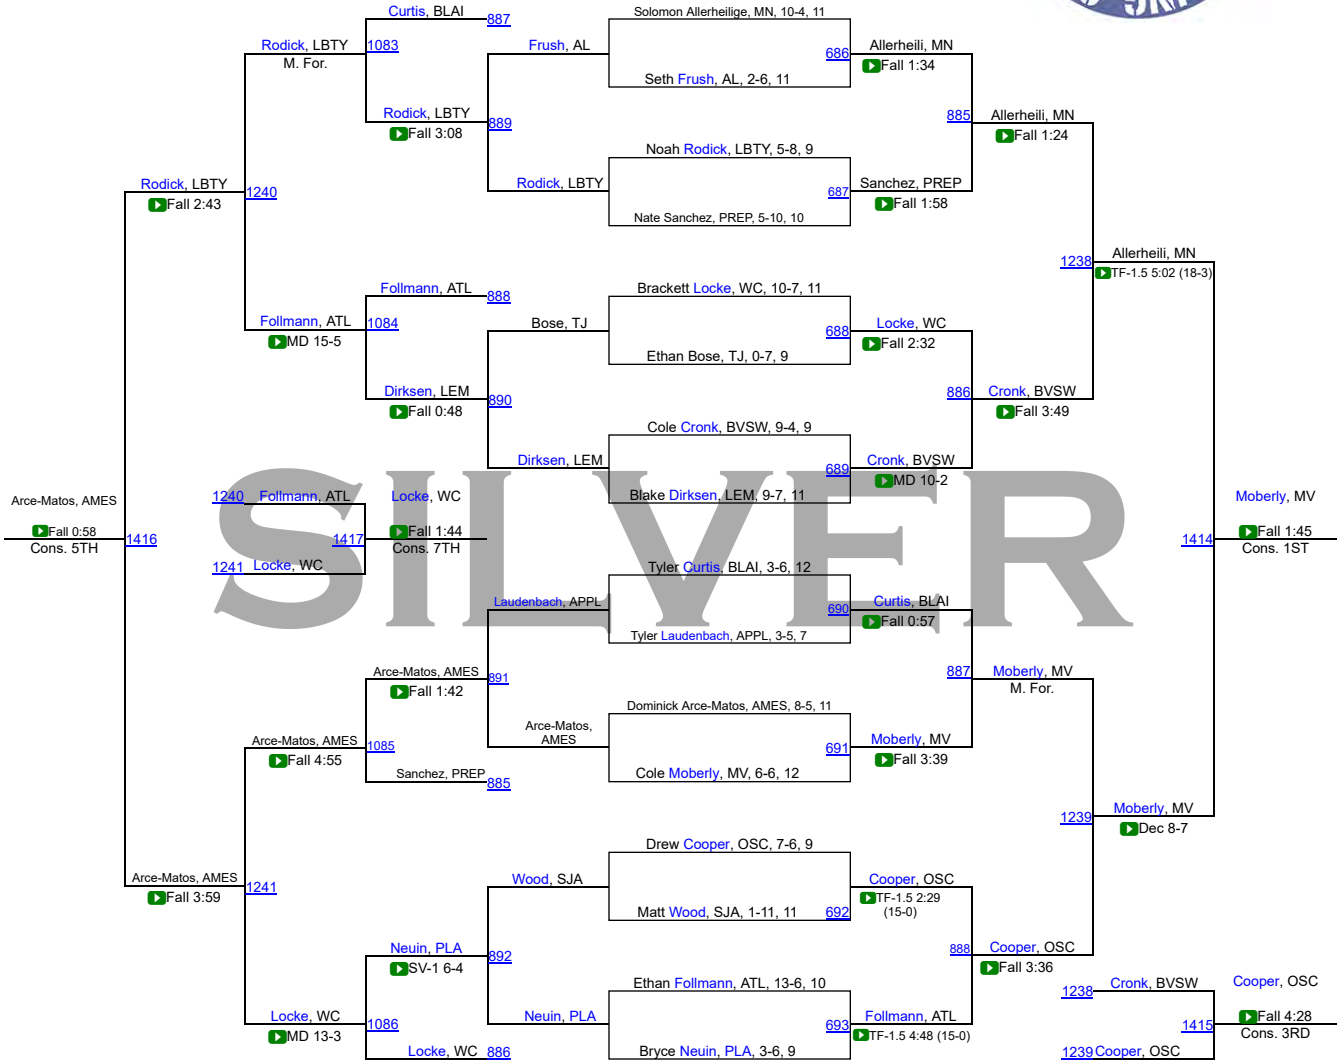 Curtis, BLAI
887
Rodick, LBTY
M. For.
1083
Rodick, LBTY
Fall 3:08
889
Frush, AL
Rodick, LBTY
Solomon Allerheilige, MN, 10-4, 11
686
Seth Frush, AL, 2-6, 11
Allerheili, MN
Fall 1:34
Noah Rodick, LBTY, 5-8, 9
687
Nate Sanchez, PREP, 5-10, 10
Sanchez, PREP
Fall 1:58
885
Allerheili, MN
Fall 1:24
Rodick, LBTY
Fall 2:43
1240
1238
Allerheili, MN
TF-1.5 5:02 (18-3)
Follmann, ATL
888
Follmann, ATL
MD 15-5
1084
Dirksen, LEM
Fall 0:48
890
Bose, TJ
Dirksen, LEM
Brackett Locke, WC, 10-7, 11
688
Ethan Bose, TJ, 0-7, 9
Locke, WC
Fall 2:32
Cole Cronk, BVSW, 9-4, 9
689
Blake Dirksen, LEM, 9-7, 11
Cronk, BVSW
MD 10-2
886
Cronk, BVSW
Fall 3:49
SILVER
Arce-Matos, AMES
Fall 0:58
Cons. 5TH
1416
1240
Follmann, ATL
1241
Locke, WC
1417
Locke, WC
Fall 1:44
Cons. 7TH
1414
Moberly, MV
Fall 1:45
Cons. 1ST
Laudenbach, APPL
Tyler Curtis, BLAI, 3-6, 12
690
Tyler Laudenbach, APPL, 3-5, 7
Curtis, BLAI
Fall 0:57
Arce-Matos, AMES
Fall 1:42
891
Arce-Matos,
AMES
Dominick Arce-Matos, AMES, 8-5, 11
691
Cole Moberly, MV, 6-6, 12
Moberly, MV
Fall 3:39
887
Moberly, MV
M. For.
Arce-Matos, AMES
Fall 4:55
1085
Sanchez, PREP
885
1239
Moberly, MV
Dec 8-7
Arce-Matos, AMES
Fall 3:59
1241
Wood, SJA
Drew Cooper, OSC, 7-6, 9
692
Matt Wood, SJA, 1-11, 11
Cooper, OSC
TF-1.5 2:29
(15-0)
Neuin, PLA
SV-1 6-4
892
Neuin, PLA
Ethan Follmann, ATL, 13-6, 10
693
Bryce Neuin, PLA, 3-6, 9
Follmann, ATL
TF-1.5 4:48 (15-0)
888
Cooper, OSC
Fall 3:36
Locke, WC
MD 13-3
1086
Locke, WC
886
1238
Cronk, BVSW
1239
Cooper, OSC
1415
Cooper, OSC
Fall 4:28
Cons. 3RD